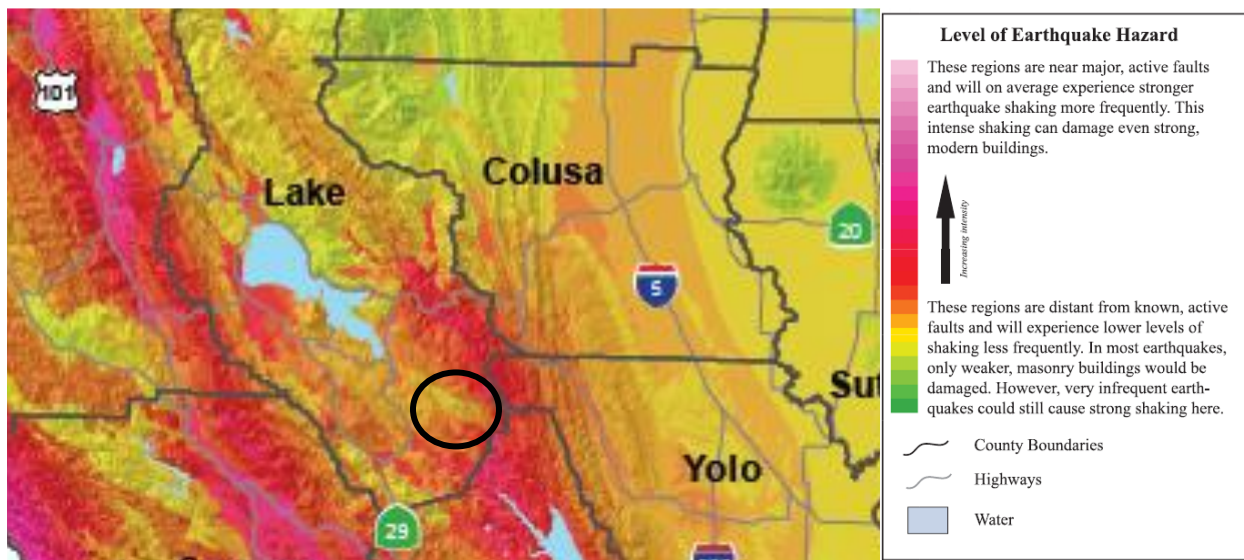 101
Lake
Colusa
20
5
Sut
Yolo
29
Level of Earthquake Hazard
These regions are near major, active faults
and will on average experience stronger
earthquake shaking more frequently. This
intense shaking can damage even strong,
modern buildings.
Increasing intensity
These regions are distant from known, active
faults and will experience lower levels of
shaking less frequently. In most earthquakes,
only weaker, masonry buildings would be
damaged. However, very infrequent earth-
quakes could still cause strong shaking here.
County Boundaries
Highways
Water